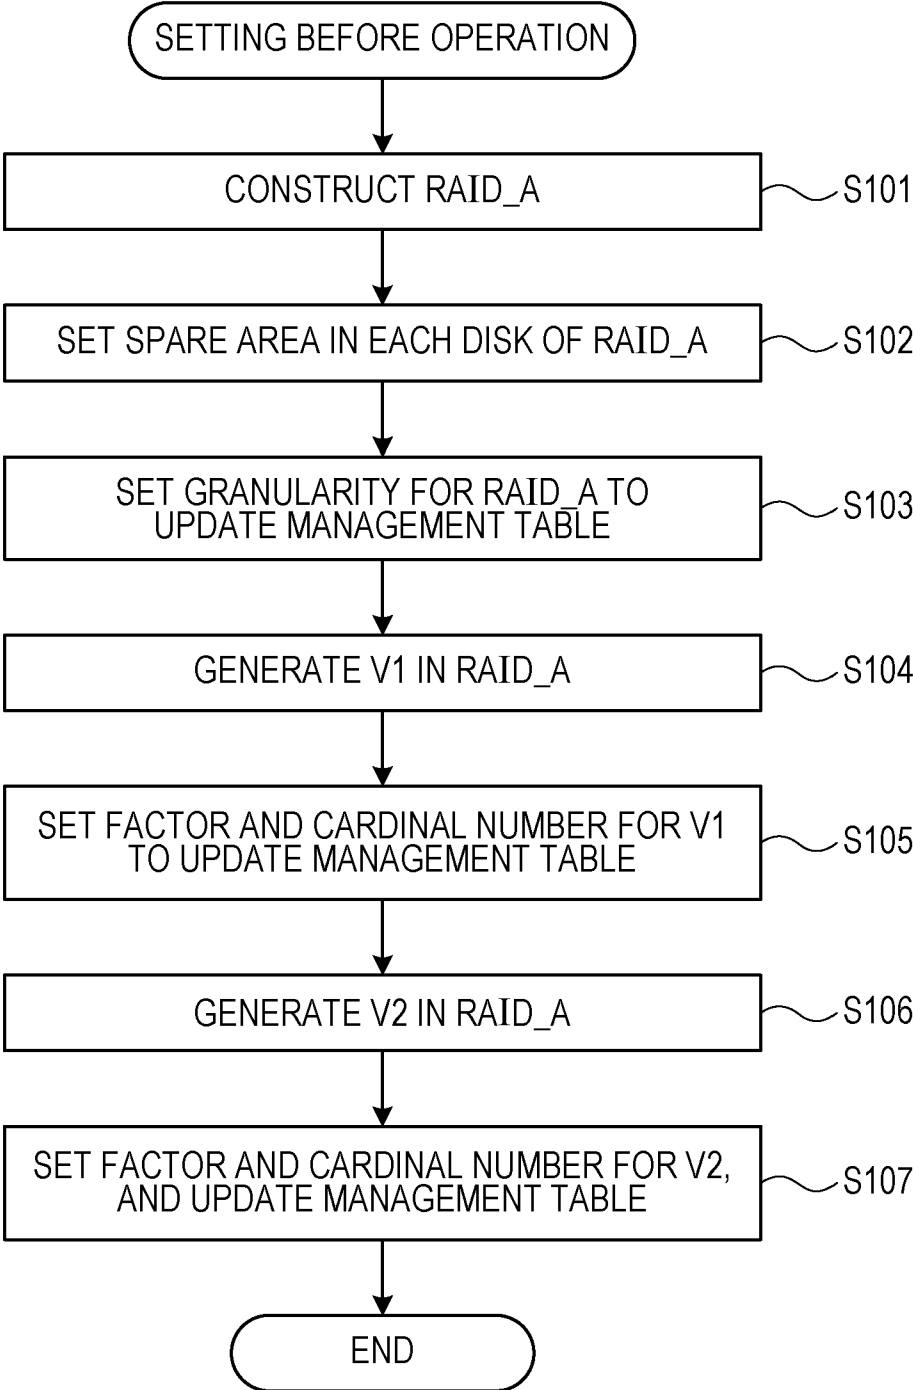 SETTING BEFORE OPERATION
CONSTRUCT RAID_A
S101
SET SPARE AREA IN EACH DISK OF RAID_A
S102
SET GRANULARITY FOR RAID_A TO
UPDATE MANAGEMENT TABLE
S103
GENERATE V1 IN RAID_A
S104
SET FACTOR AND CARDINAL NUMBER FOR V1
TO UPDATE MANAGEMENT TABLE
S105
GENERATE V2 IN RAID_A
S106
SET FACTOR AND CARDINAL NUMBER FOR V2,
AND UPDATE MANAGEMENT TABLE
S107
END